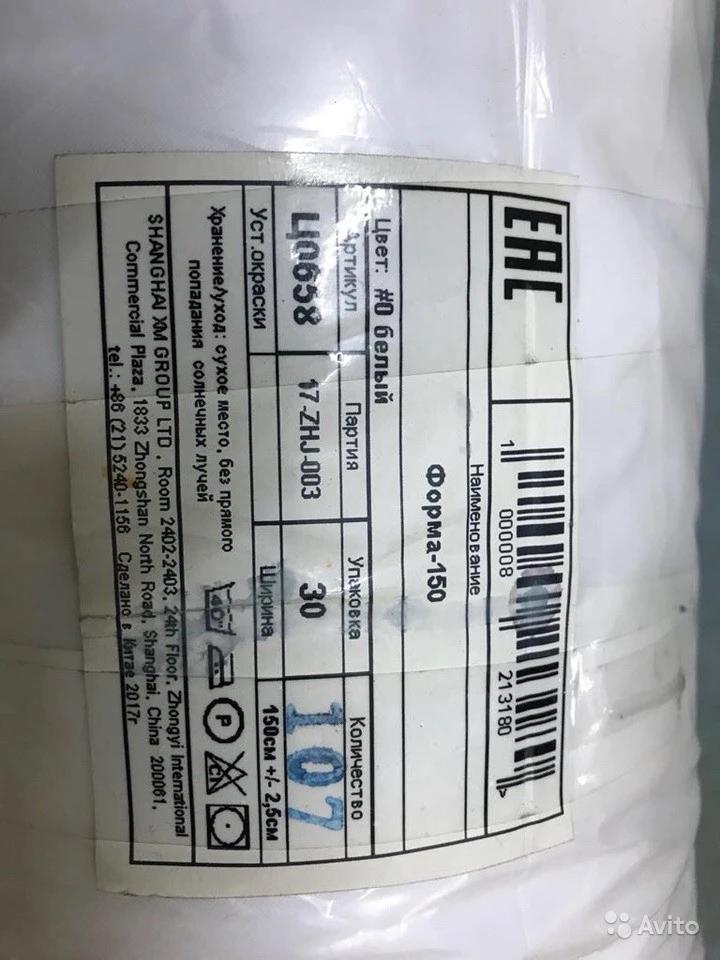 EAC
1 000008 213180 >
Наименование
Форма-150
Цвет: #0 белый
Артикул Партия Упаковка Количество
Ц0658 17-ZHJ-003 30 107
Уст.окраски Ширина 150см +/- 2,5см
Хранение/уход: сухое место, без прямого
попадания солнечных лучей
40° P CL
SHANGHAI XM GROUP LTD . Room 2402-2403, 24th Floor, Zhongyi International
Commercial Plaza, 1833 Zhongshan North Road, Shanghai, China 200061,
tel.: +86 (21) 5240-1156 Сделано в Китае 2017г
Avito